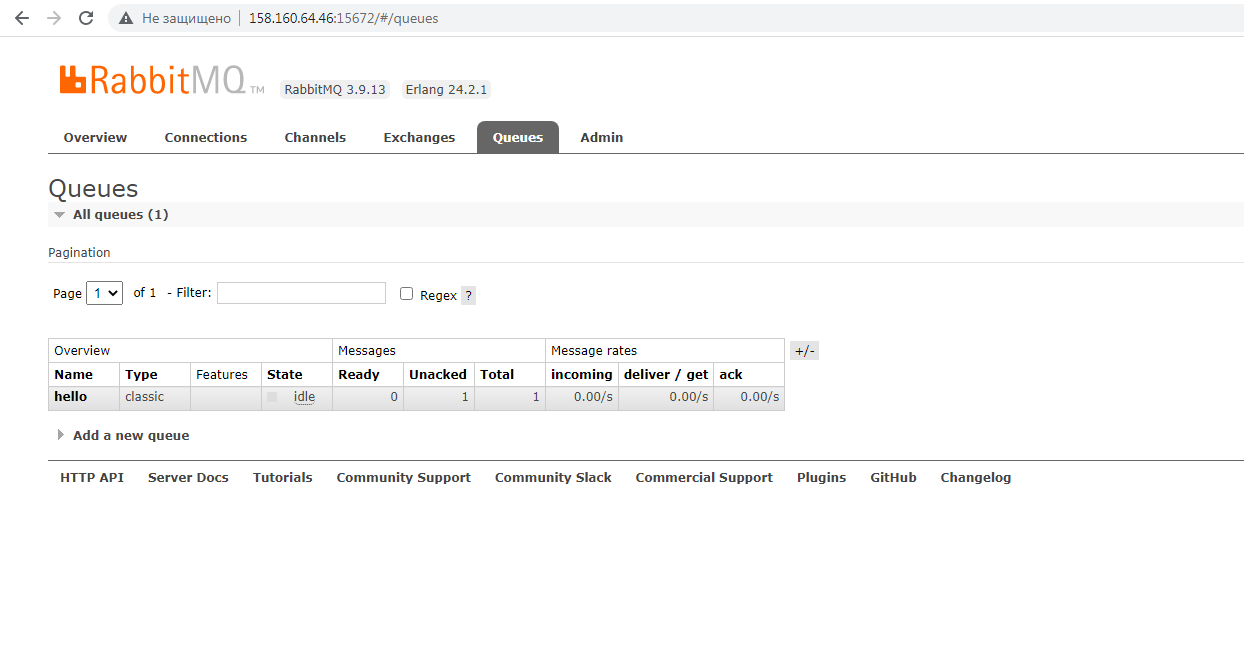 Не защищено 158.160.64.46:15672/#/queues
RabbitMQ TM RabbitMQ 3.9.13 Erlang 24.2.1
Overview Connections Channels Exchanges Queues Admin
Queues
All queues (1)
Pagination
Page 1 of 1 - Filter: Regex ?
Overview Messages Message rates +/-
Name Type Features State Ready Unacked Total incoming deliver / get ack
hello classic idle 0 1 1 0.00/s 0.00/s 0.00/s
Add a new queue
HTTP API Server Docs Tutorials Community Support Community Slack Commercial Support Plugins GitHub Changelog